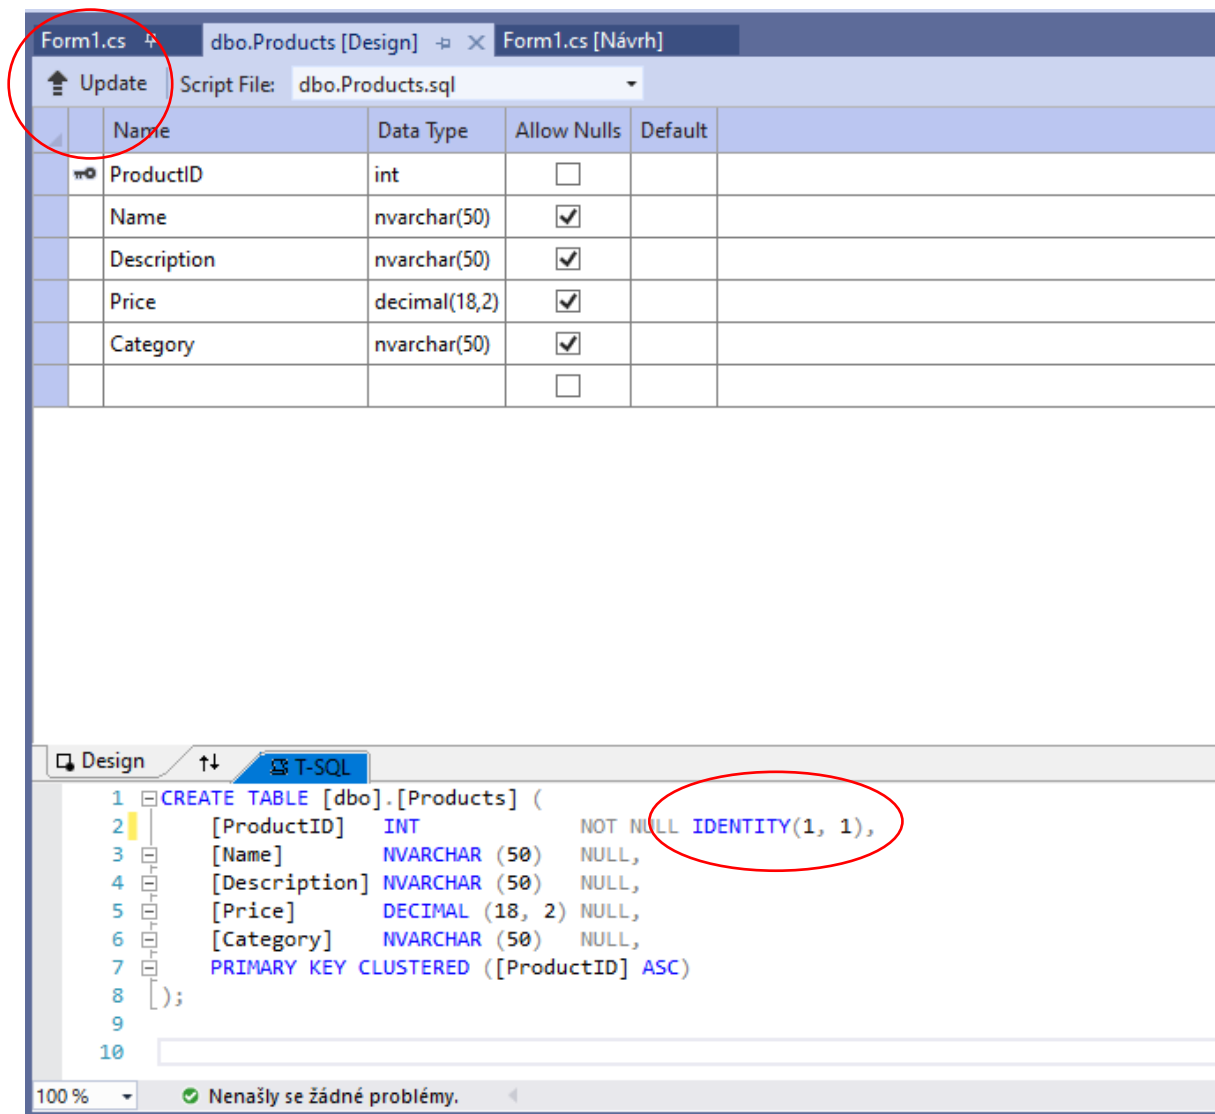 Form1.cs dbo.Products [Design] Form1.cs [Návrh]
Update Script File: dbo.Products.sql
Name Data Type Allow Nulls Default
ProductID int
Name nvarchar(50)
Description nvarchar(50)
Price decimal(18,2)
Category nvarchar(50)
Design T-SQL
1 CREATE TABLE [dbo].[Products] (
2 [ProductID] INT NOT NULL IDENTITY(1, 1),
3 [Name] NVARCHAR (50) NULL,
4 [Description] NVARCHAR (50) NULL,
5 [Price] DECIMAL (18, 2) NULL,
6 [Category] NVARCHAR (50) NULL,
7 PRIMARY KEY CLUSTERED ([ProductID] ASC)
8 );
9
10
100 % Nenašly se žádné problémy.